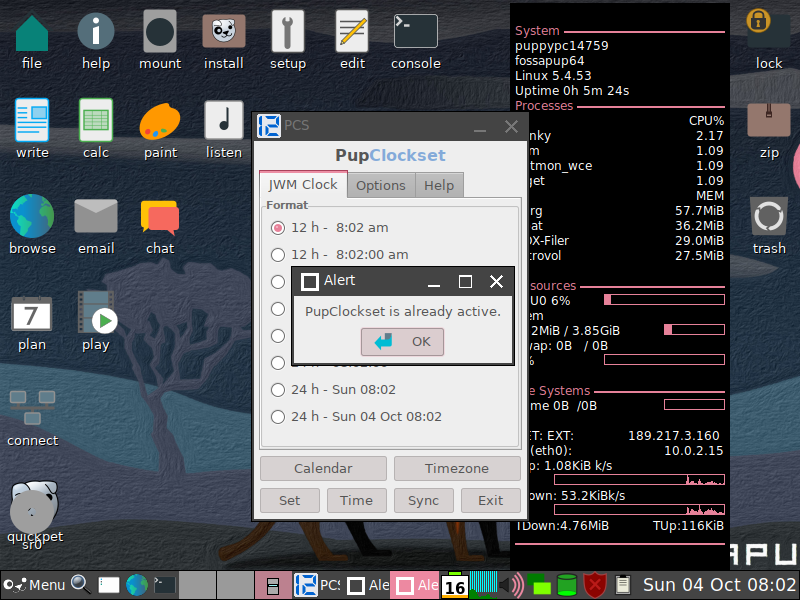 file
help
mount
install
setup
edit
console
lock
write
calc
paint
listen
zip
browse
email
chat
trash
plan
7
play
connect
quickpet
sr0
System
puppypc14759
fossapup64
Linux 5.4.53
Uptime 0h 5m 24s
Processes
CPU%
nky 2.17
m 1.09
tmon_wce 1.09
get 1.09
MEM
rg 57.7MiB
at 36.2MiB
OX-Filer 29.0MiB
trovol 27.5MiB
sources
U0 6%
em
2MiB / 3.85GiB
vap: 0B / 0B
%
e Systems
me 0B /0B
ET: EXT: 189.217.3.160
(eth0): 10.0.2.15
p: 1.08KiB k/s
own: 53.2KiBk/s
TDown:4.76MiB TUp:116KiB
PCS
PupClockset
JWM Clock
Options
Help
Format
12 h - 8:02 am
12 h - 8:02:00 am
Alert
PupClockset is already active.
OK
24 h - Sun 08:02
24 h - Sun 04 Oct 08:02
Calendar
Timezone
Set
Time
Sync
Exit
APU
Menu
PCS
Ale
Ale
16
Sun 04 Oct 08:02